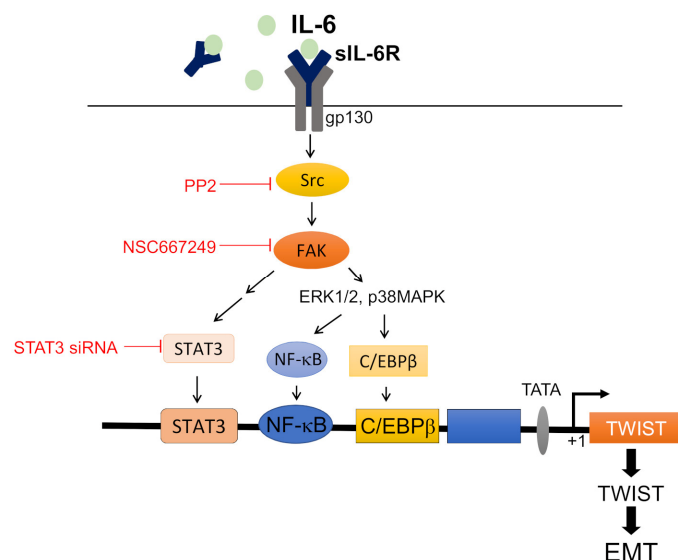 IL-6
sIL-6R
gp130
PP2
Src
NSC667249
FAK
ERK1/2, p38MAPK
STAT3 siRNA
STAT3
NF-κB
C/EBPβ
TATA
STAT3
NF-κB
C/EBPβ
+1
TWIST
TWIST
EMT